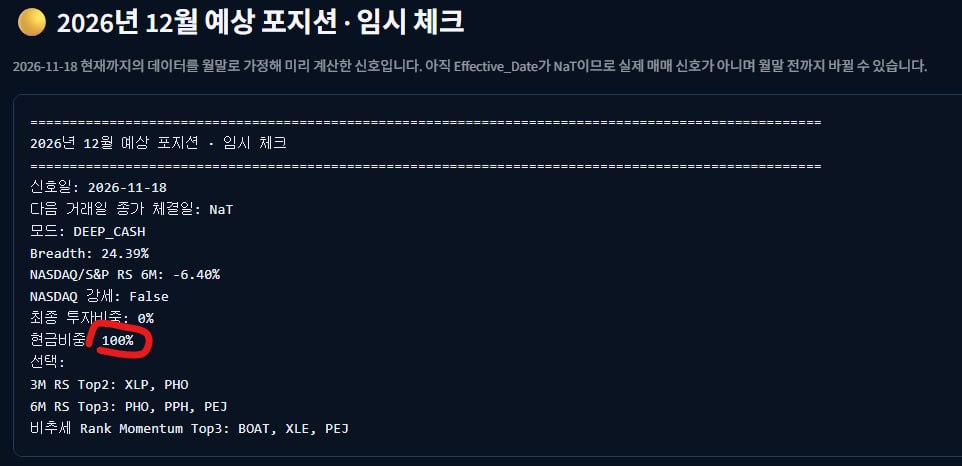 2026년 12월 예상 포지션 · 임시 체크
2026-11-18 현재까지의 데이터를 월말로 가정해 미리 계산한 신호입니다. 아직 Effective_Date가 NaT이므로 실제 매매 신호가 아니며 월말 전까지 바뀔 수 있습니다.
====================================================================================================
2026년 12월 예상 포지션 · 임시 체크
====================================================================================================
신호일: 2026-11-18
다음 거래일 종가 체결일: NaT
모드: DEEP_CASH
Breadth: 24.39%
NASDAQ/S&P RS 6M: -6.40%
NASDAQ 강세: False
최종 투자비중: 0%
현금비중 100%
선택:
3M RS Top2: XLP, PHO
6M RS Top3: PHO, PPH, PEJ
비추세 Rank Momentum Top3: BOAT, XLE, PEJ